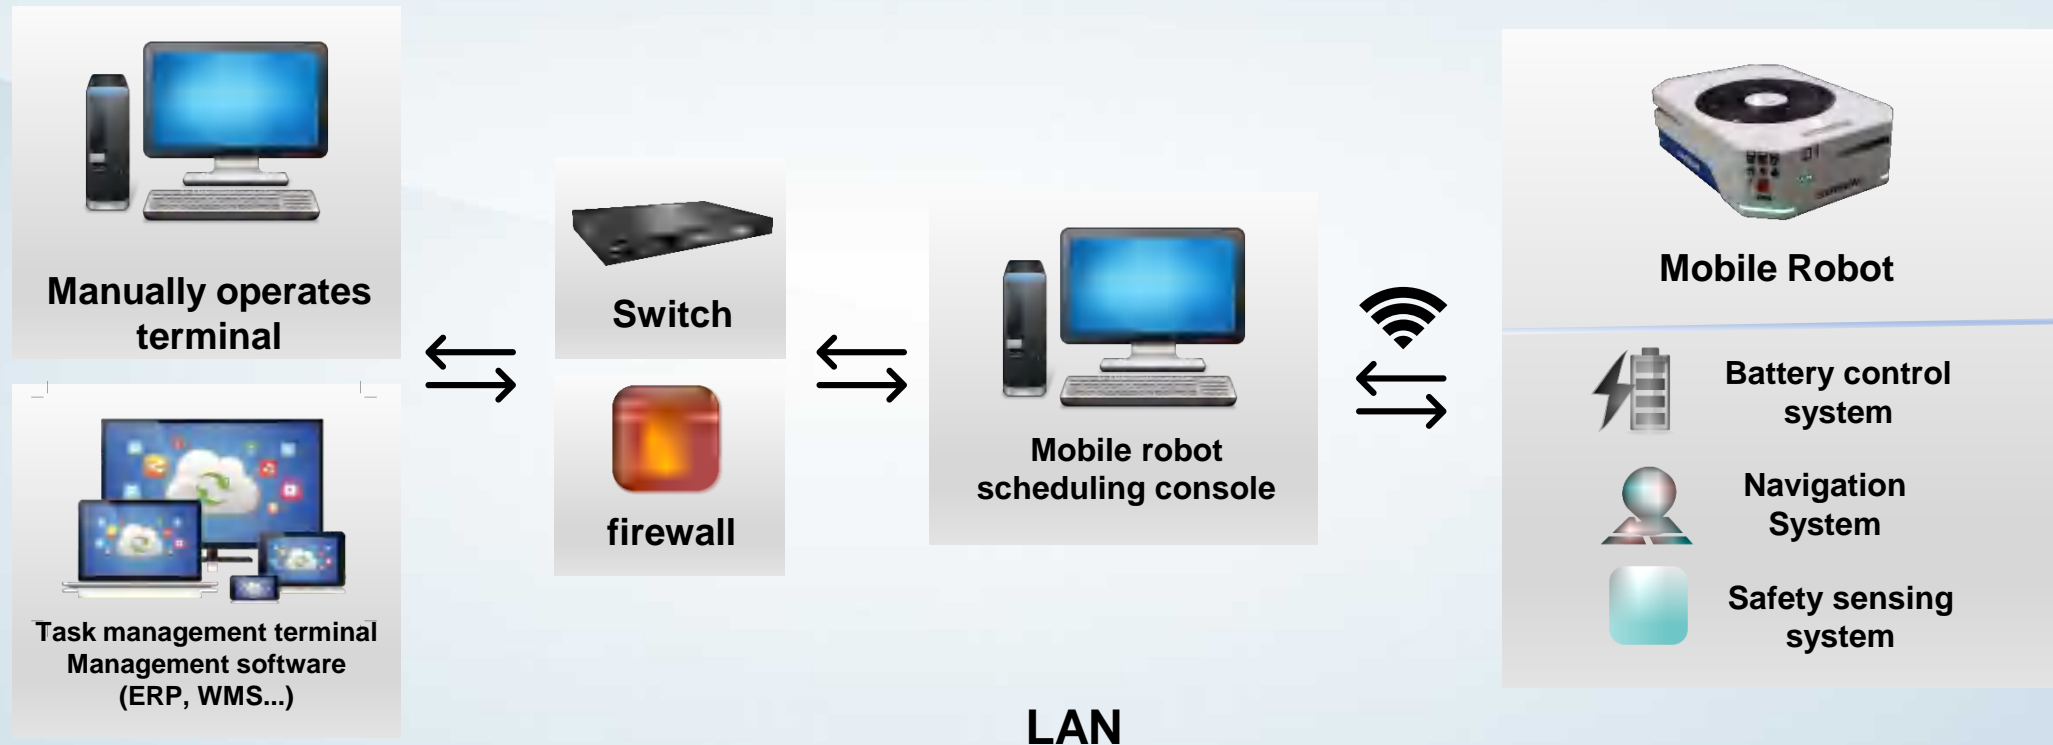 Manually operates
terminal
Task management terminal
Management software
(ERP, WMS...)
Switch
firewall
Mobile robot
scheduling console
Mobile Robot
Battery control
system
Navigation
System
Safety sensing
system
LAN